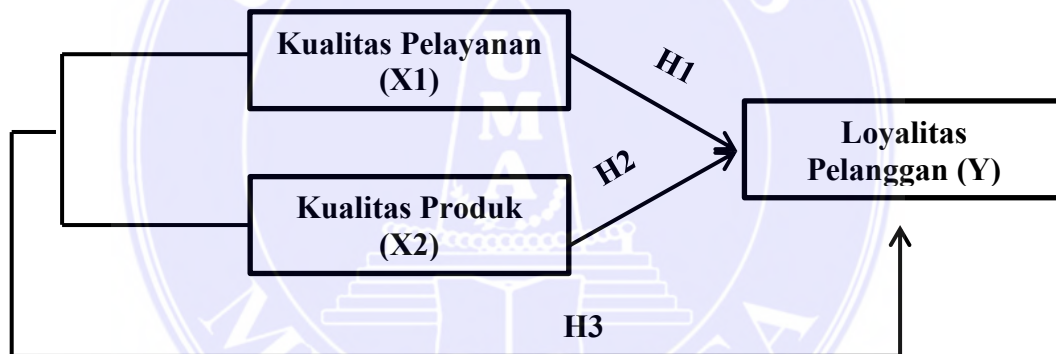 Kualitas Pelayanan
(X1)
H1
Loyalitas
Pelanggan (Y)
H2
Kualitas Produk
(X2)
H3
U
M
A